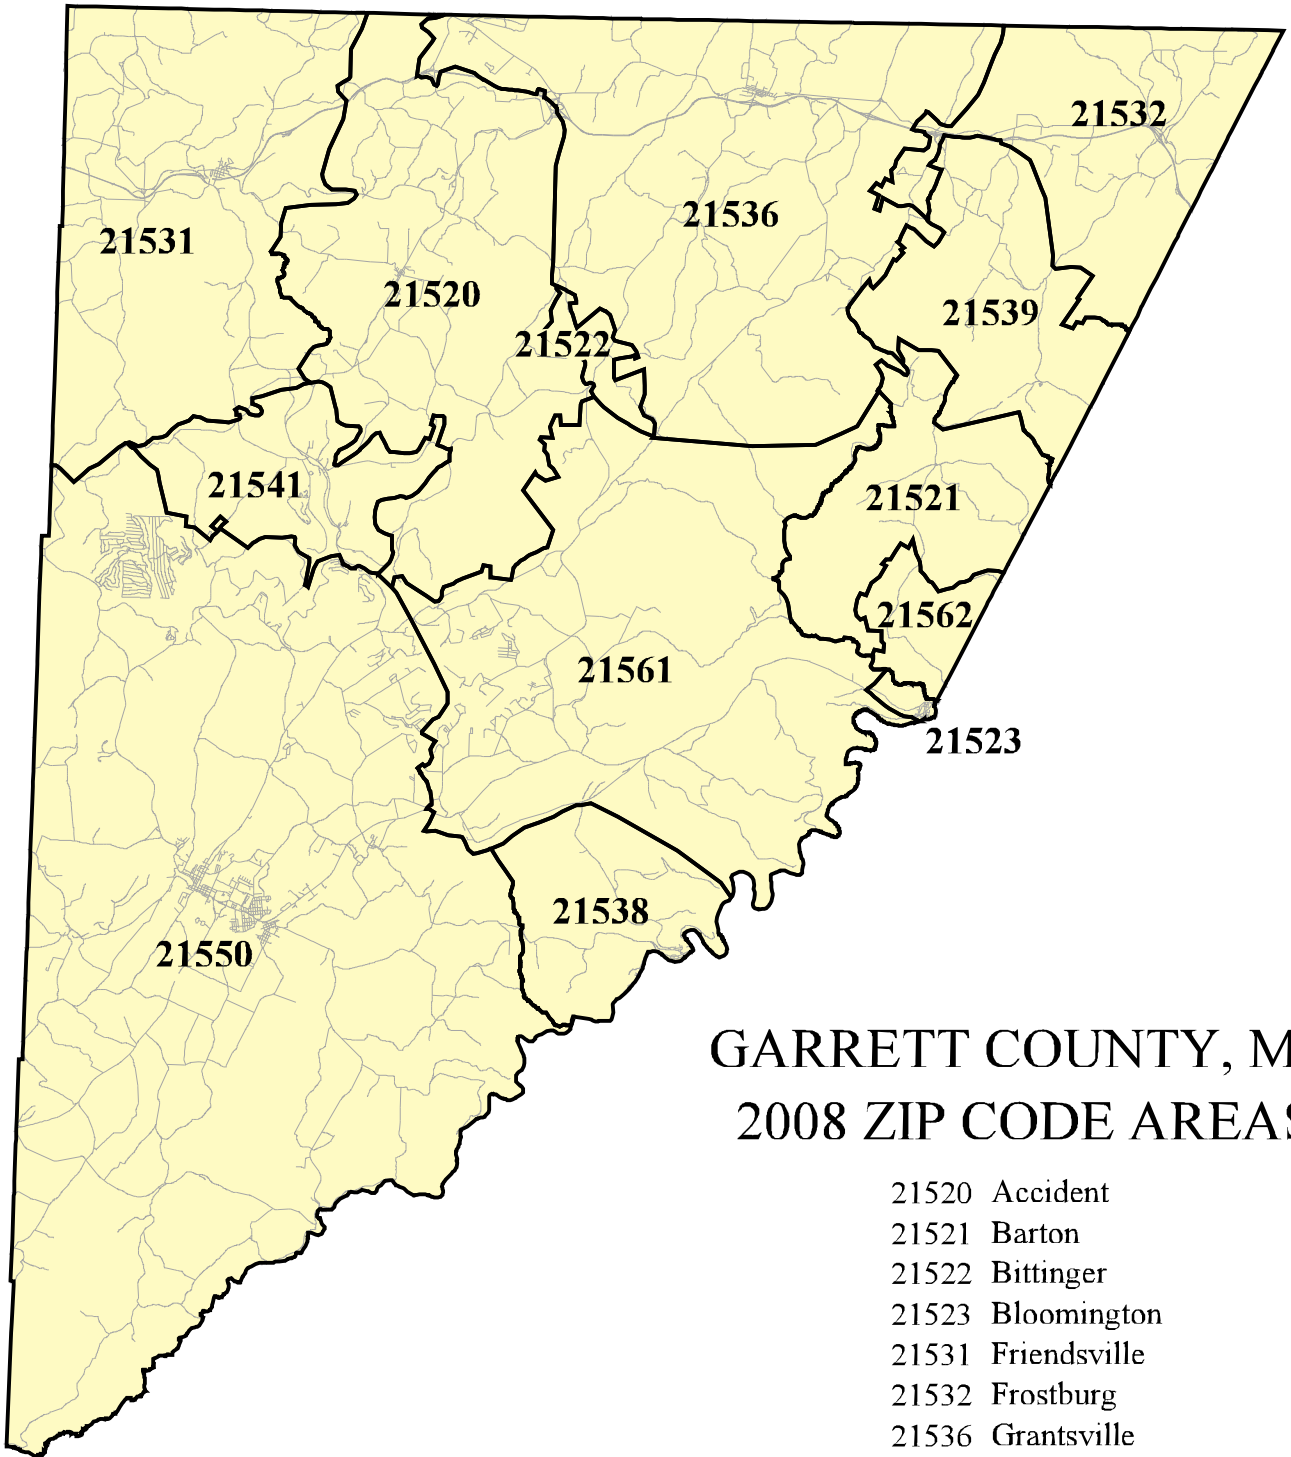 21532
21536
21531
21520
21539
21522
21541
21521
21562
21561
21523
21538
21550
GARRETT COUNTY, M
2008 ZIP CODE AREAS
21520 Accident
21521 Barton
21522 Bittinger
21523 Bloomington
21531 Friendsville
21532 Frostburg
21536 Grantsville